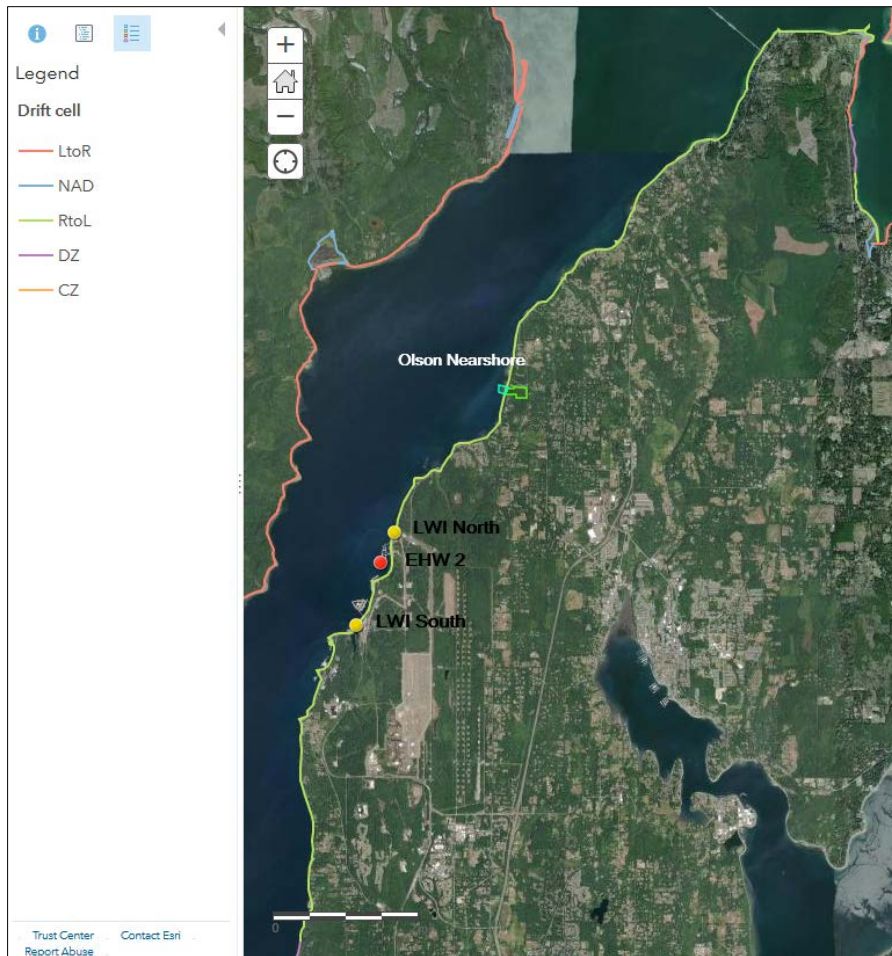 Legend
Drift cell
LtoR
NAD
RtoL
DZ
CZ
Trust Center
Contact Esri
Report Abuse
+
−
Olson Nearshore
LWI North
EHW 2
LWI South
0